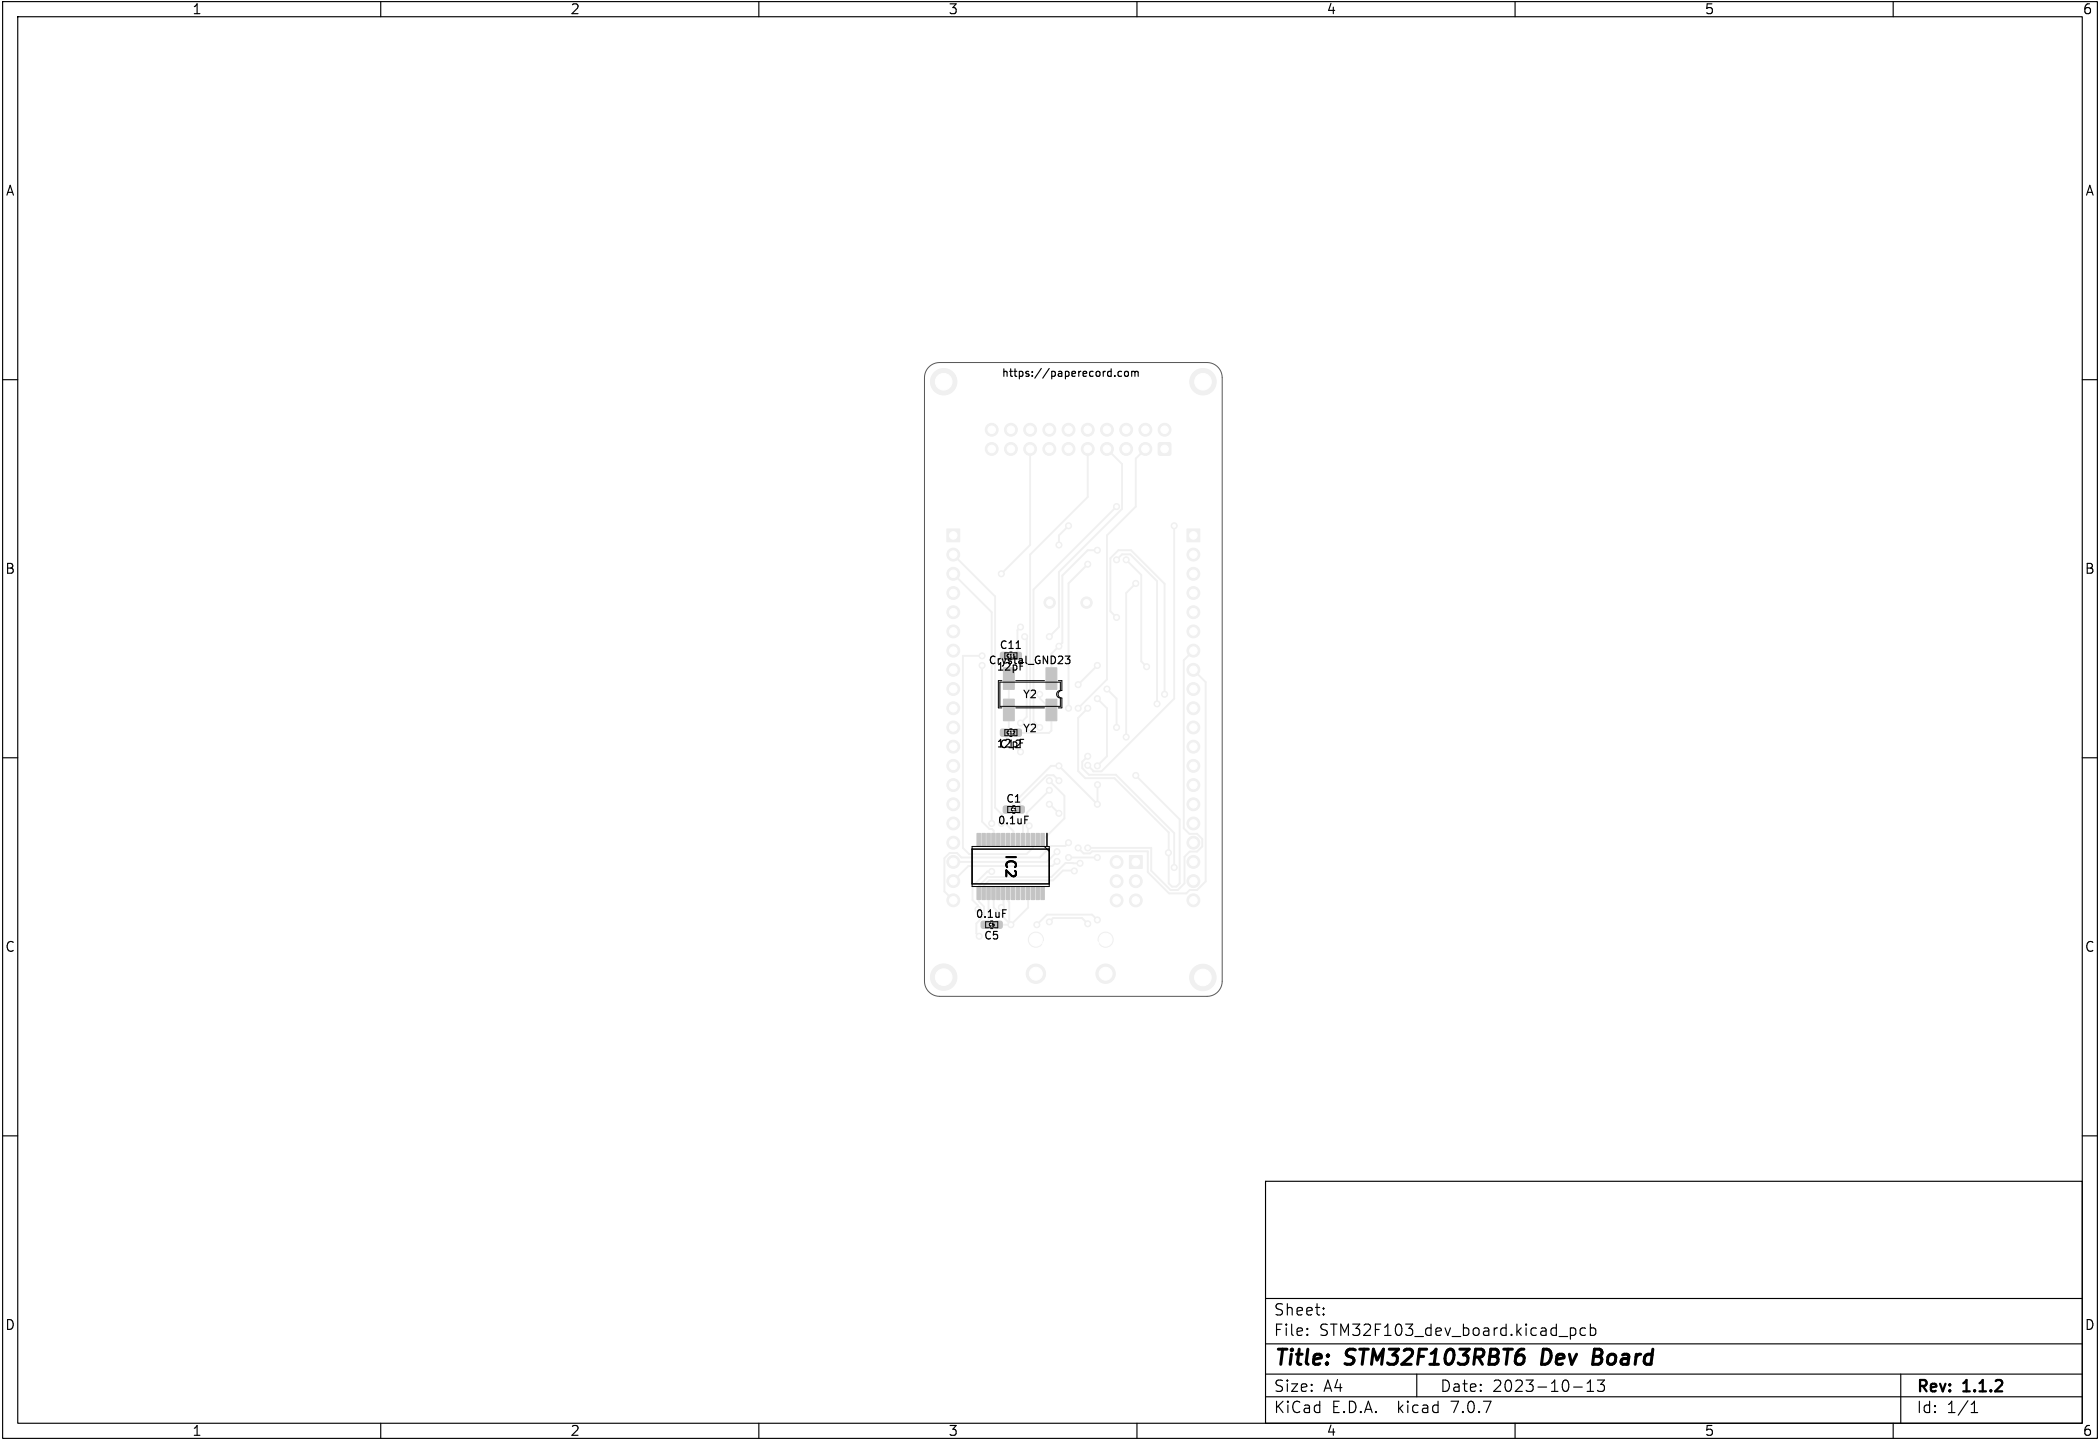 1 2 3 4 5 6
A A
https://paperecord.com
B B
C11
Crystal_GND23
12pF
Y2
Y2
12pF
C1
0.1uF
IC2
0.1uF
C5
C C
Sheet:
File: STM32F103_dev_board.kicad_pcb
D D
Title: STM32F103RBT6 Dev Board
Size: A4 Date: 2023-10-13 Rev: 1.1.2
KiCad E.D.A. kicad 7.0.7 Id: 1/1
1 2 3 4 5 6